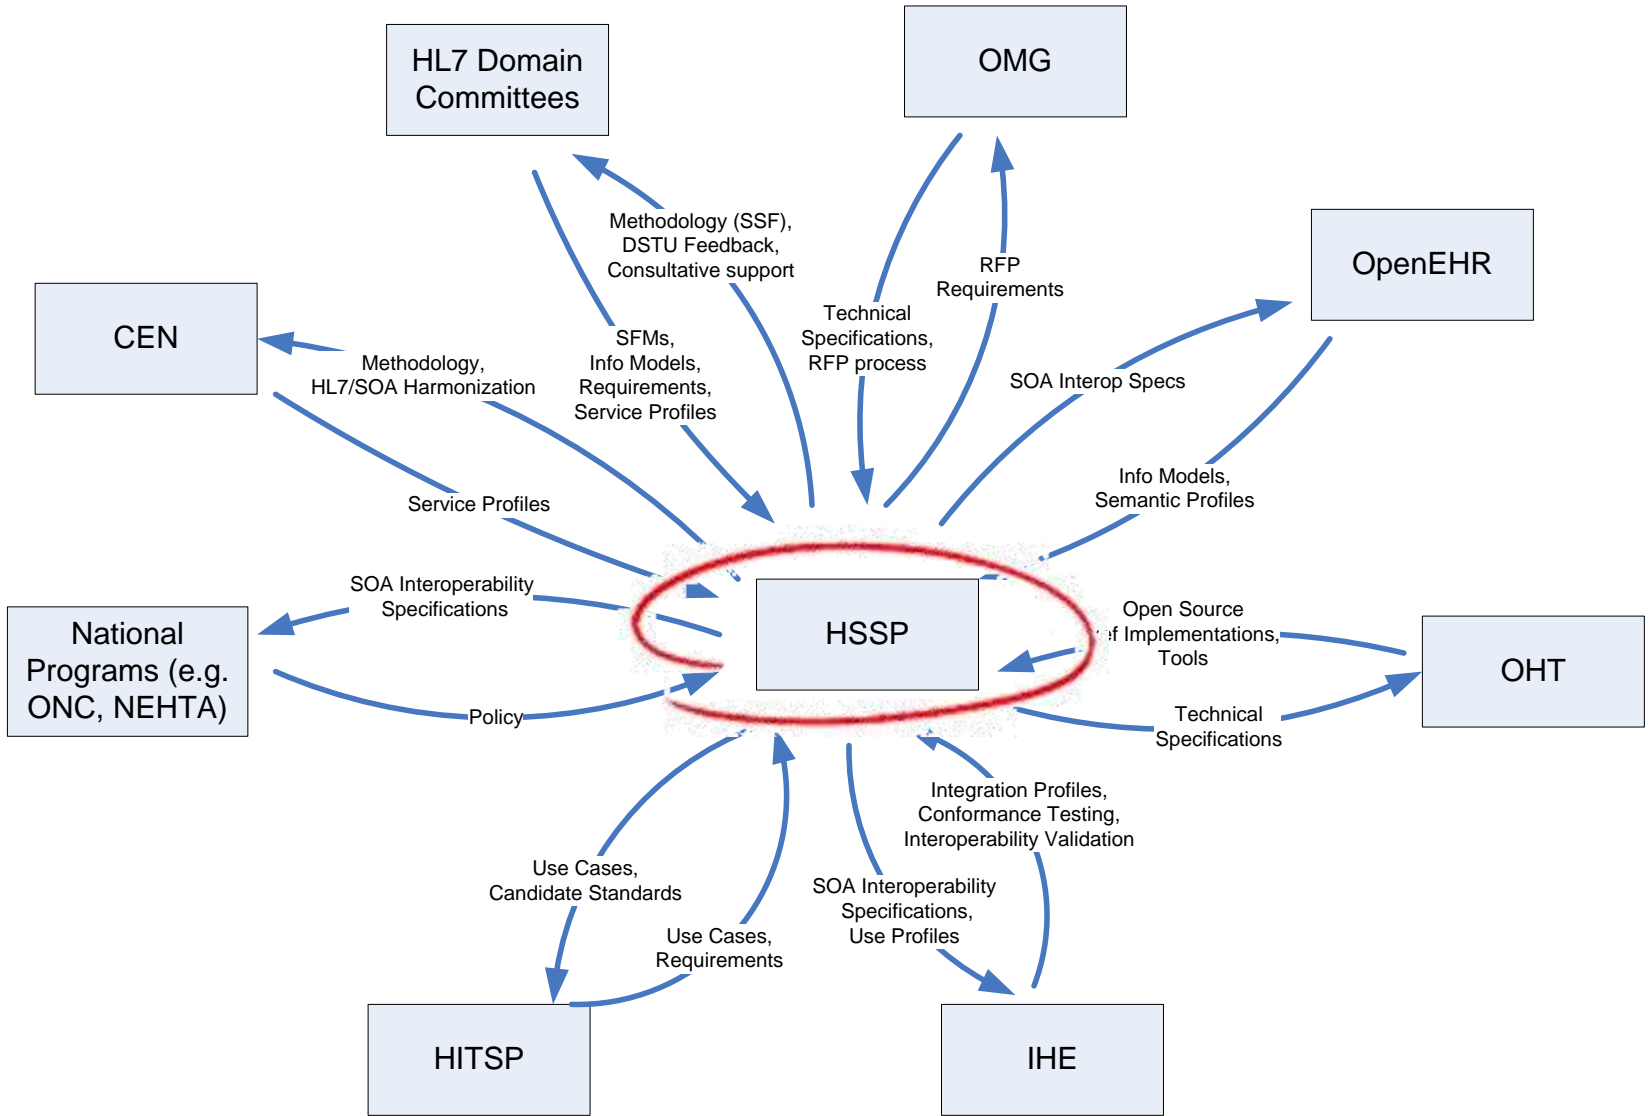 HL7 Domain
Committees
OMG
OpenEHR
CEN
Methodology (SSF),
DSTU Feedback,
Consultative support
RFP
Requirements
Technical
Specifications,
RFP process
SFMs,
Info Models,
Requirements,
Service Profiles
Methodology,
HL7/SOA Harmonization
SOA Interop Specs
Info Models,
Semantic Profiles
Service Profiles
SOA Interoperability
Specifications
National
Programs (e.g.
ONC, NEHTA)
Policy
HSSP
Open Source
ef Implementations,
Tools
OHT
Technical
Specifications
Integration Profiles,
Conformance Testing,
Interoperability Validation
Use Cases,
Candidate Standards
SOA Interoperability
Specifications,
Use Profiles
Use Cases,
Requirements
HITSP
IHE